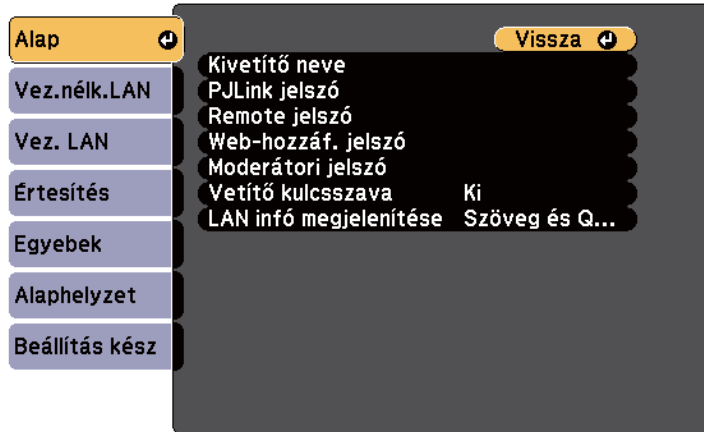 Alap
Vez.nélk.LAN
Vez. LAN
Értesítés
Egyebek
Alaphelyzet
Beállítás kész
Vissza
Kivetítő neve
PJLink jelszó
Remote jelszó
Web-hozzáf. jelszó
Moderátori jelszó
Vetítő kulcsszava Ki
LAN infó megjelenítése Szöveg és Q...